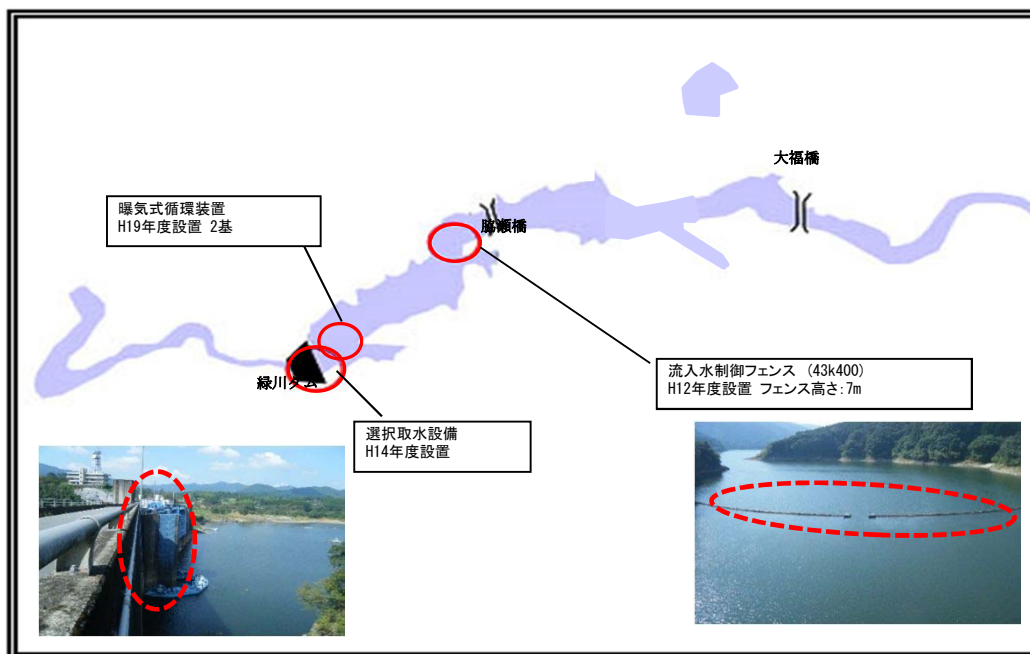 大福橋
曝気式循環装置
H19年度設置 2基
脇瀬橋
流入水制御フェンス (43k400)
H12年度設置 フェンス高さ:7m
緑川ダム
選択取水設備
H14年度設置